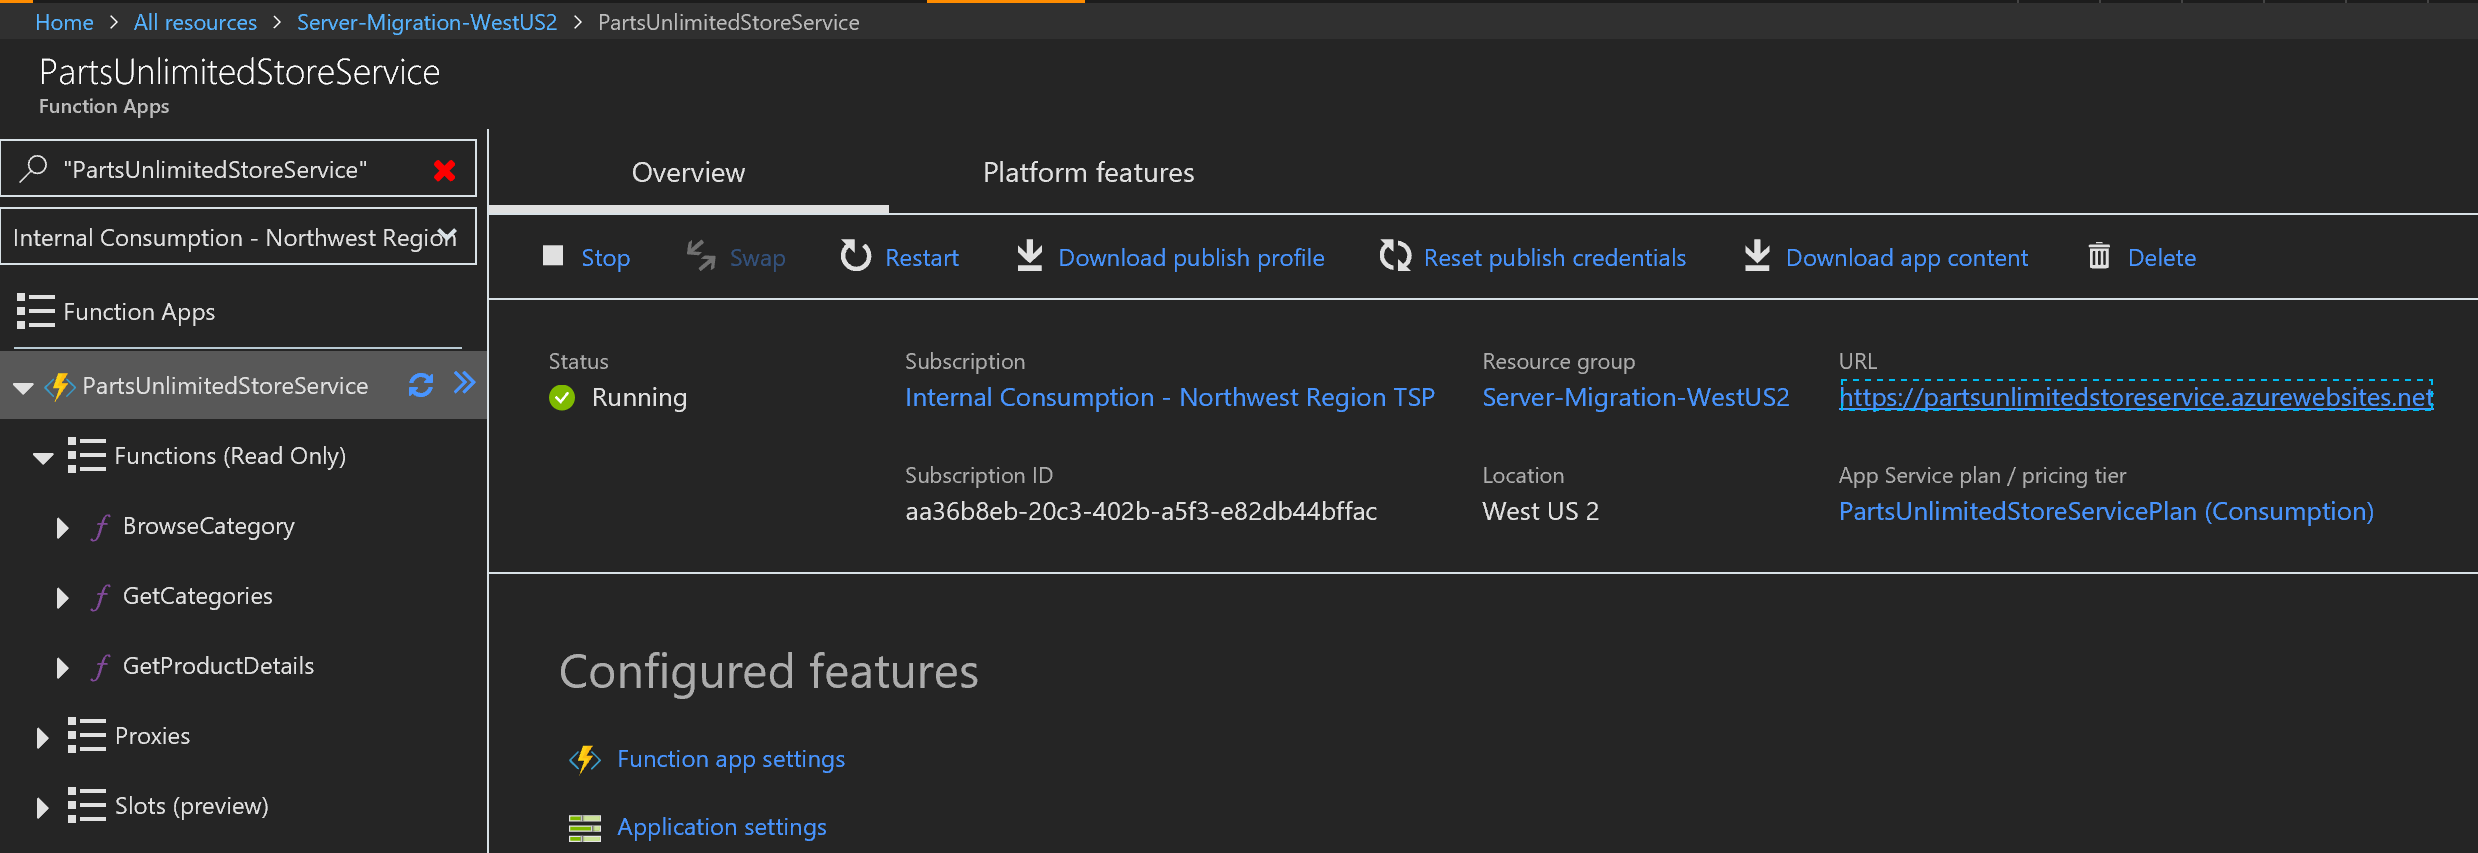 Home > All resources > Server-Migration-WestUS2 > PartsUnlimitedStoreService
PartsUnlimitedStoreService
Function Apps
"PartsUnlimitedStoreService"
Internal Consumption - Northwest Region
Function Apps
PartsUnlimitedStoreService
Functions (Read Only)
BrowseCategory
GetCategories
GetProductDetails
Proxies
Slots (preview)
Overview Platform features
Stop Swap Restart Download publish profile Reset publish credentials Download app content Delete
Status Subscription Resource group URL
Running Internal Consumption - Northwest Region TSP Server-Migration-WestUS2 https://partsunlimitedstoreservice.azurewebsites.net
Subscription ID Location App Service plan / pricing tier
aa36b8eb-20c3-402b-a5f3-e82db44bffac West US 2 PartsUnlimitedStoreServicePlan (Consumption)
Configured features
Function app settings
Application settings